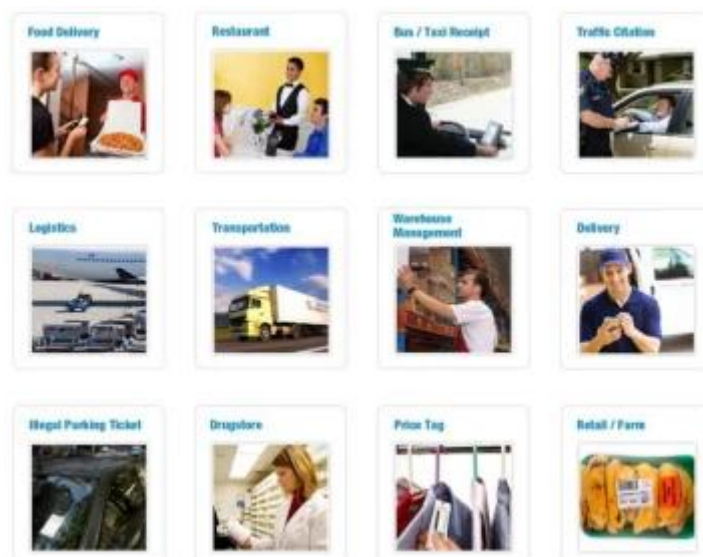 Food Delivery
Restaurant
Bus / Taxi Receipt
Traffic Citation
Logistics
Transportation
Warehouse
Management
Delivery
Illegal Parking Ticket
Drugstore
Price Tag
Retail / Farm